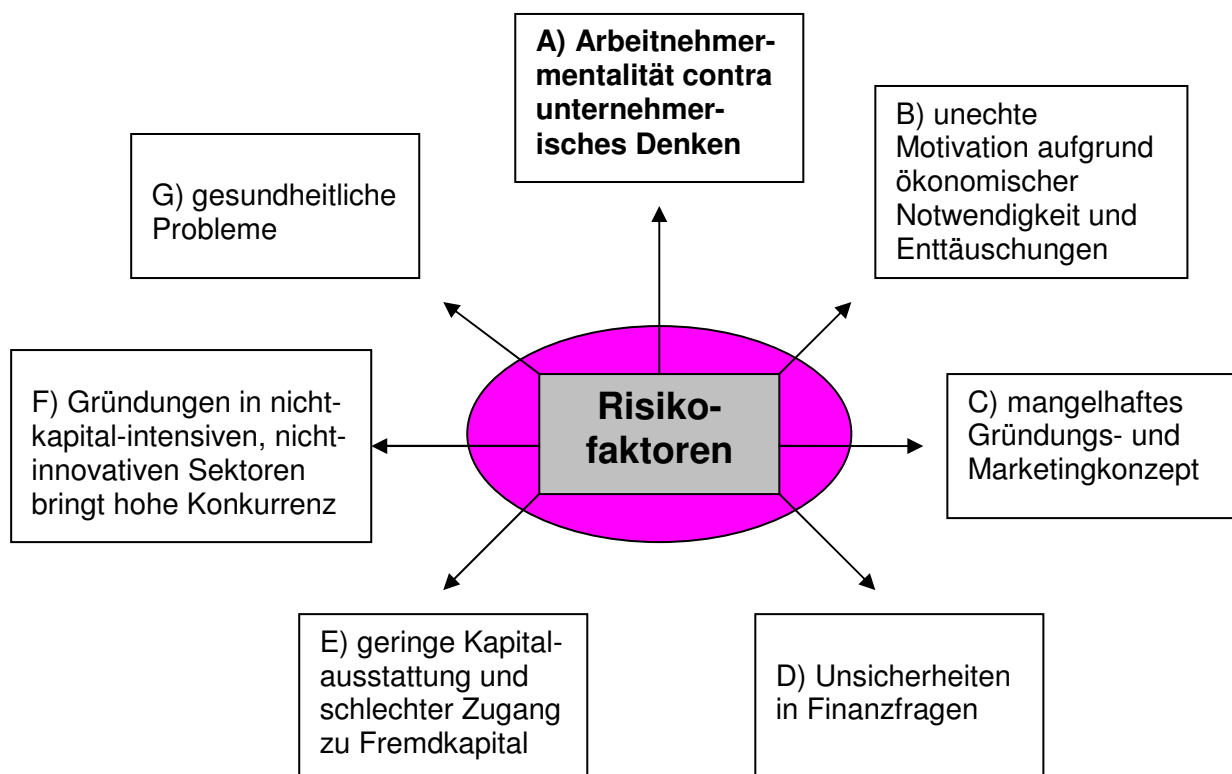 A) Arbeitnehmer-
mentalität contra
unternehmer-
isches Denken
B) unechte
Motivation aufgrund
ökonomischer
Notwendigkeit und
Enttäuschungen
G) gesundheitliche
Probleme
Risiko-
faktoren
C) mangelhaftes
Gründungs- und
Marketingkonzept
F) Gründungen in nicht-
kapital-intensiven, nicht-
innovativen Sektoren
bringt hohe Konkurrenz
E) geringe Kapital-
ausstattung und
schlechter Zugang
zu Fremdkapital
D) Unsicherheiten
in Finanzfragen